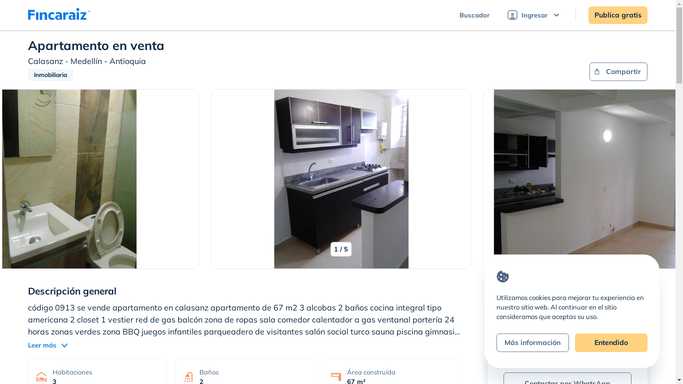 Fincaraiz
Buscador
Ingresar
Publica gratis
Apartamento en venta
Calasanz - Medellín - Antioquia
Inmobiliaria
Compartir
1 / 5
Descripción general
código 0913 se vende apartamento en calasanz apartamento de 67 m2 3 alcobas 2 baños cocina integral tipo
americana 2 closet 1 vestier red de gas balcón zona de ropas sala comedor calentador a gas ventanal portería 24
horas zonas verdes zona BBQ juegos infantiles parqueadero de visitantes salón social turco sauna piscina gimnasi...
Leer más
Habitaciones
3
Baños
2
Área construida
67 m²
Utilizamos cookies para mejorar tu experiencia en
nuestro sitio web. Al continuar en el sitio
consideramos que aceptas su uso.
Más información
Entendido
Contactar por WhatsApp